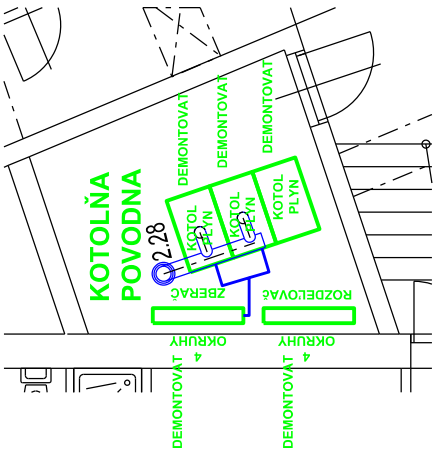 DEMONTOVAT
DEMONTOVAT
DEMONTOVAT
KOTOLŇA
POVODNA
2.28
KOTOL
PLYN
KOTOL
PLYN
KOTOL
PLYN
ZBERAČ
ROZDEĽOVAČ
4
OKRUHY
4
OKRUHY
DEMONTOVAT
DEMONTOVAT